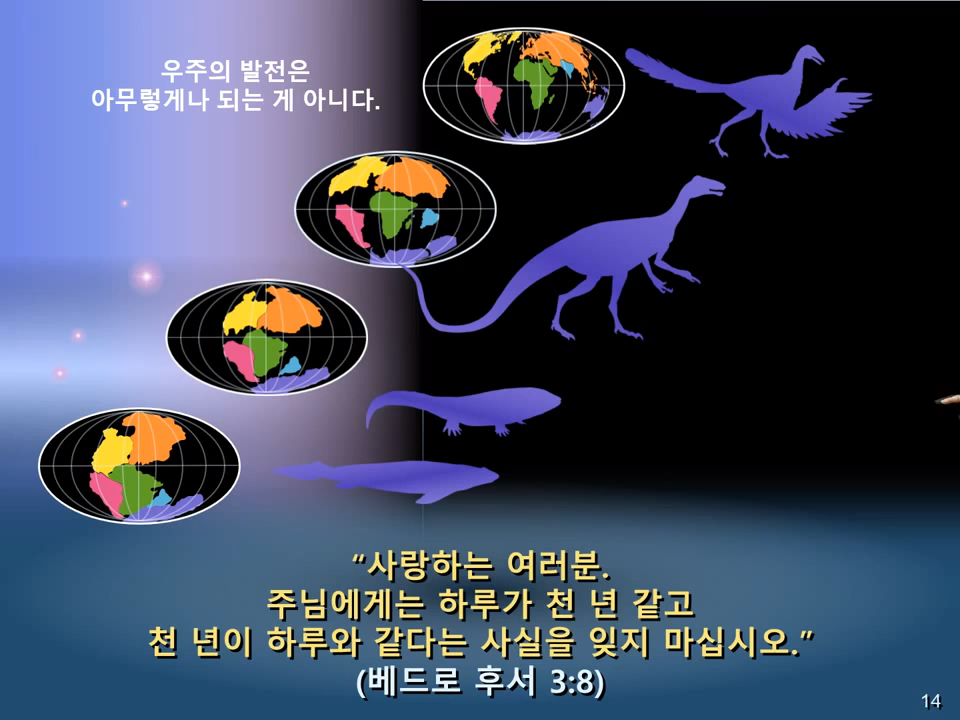 우주의 발전은
아무렇게나 되는 게 아니다.
“사랑하는 여러분.
주님에게는 하루가 천 년 같고
천 년이 하루와 같다는 사실을 잊지 마십시오.”
(베드로 후서 3:8)
14